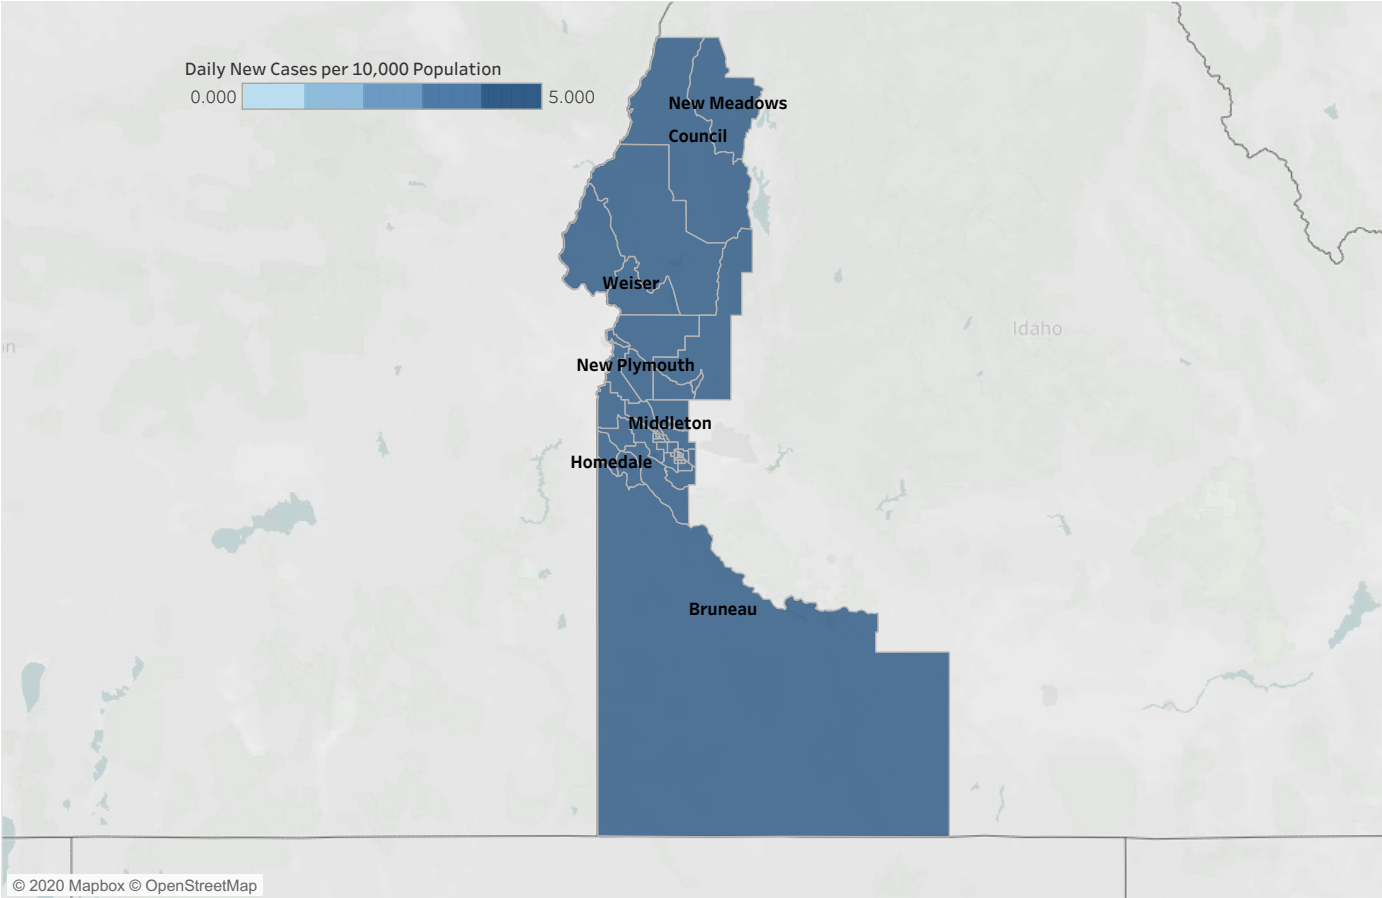 Daily New Cases per 10,000 Population
0.000 5.000
New Meadows
Council
Weiser
Idaho
on
New Plymouth
Middleton
Homedale
Bruneau
© 2020 Mapbox © OpenStreetMap